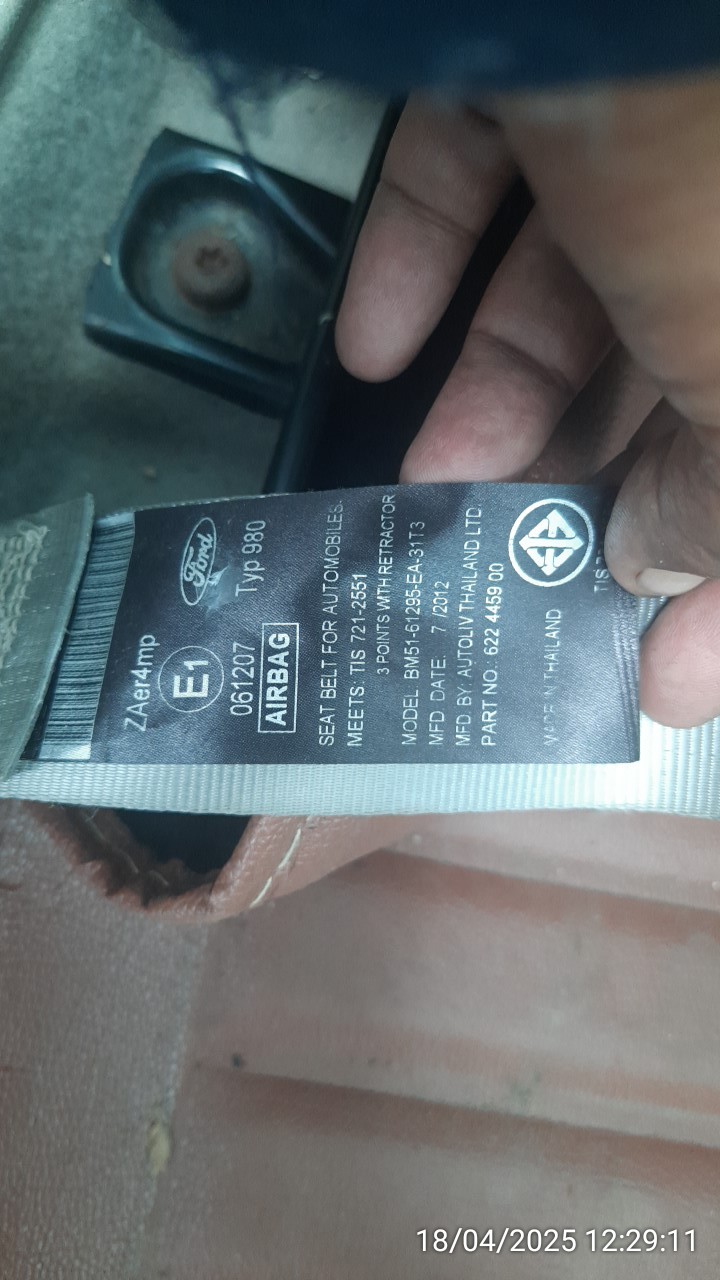 ZAer4mp
Ford
E1
061207 Typ 980
AIRBAG
SEAT BELT FOR AUTOMOBILES.
MEETS: TIS 721-2551
3 POINTS WITH RETRACTOR
MODEL BM51-61295-EA-31T3
MFD DATE. 7 /2012
MFD. BY AUTOLIV THAILAND LTD.
PART NO.: 622 4459 00
MADE IN THAILAND
TIS
18/04/2025 12:29:11